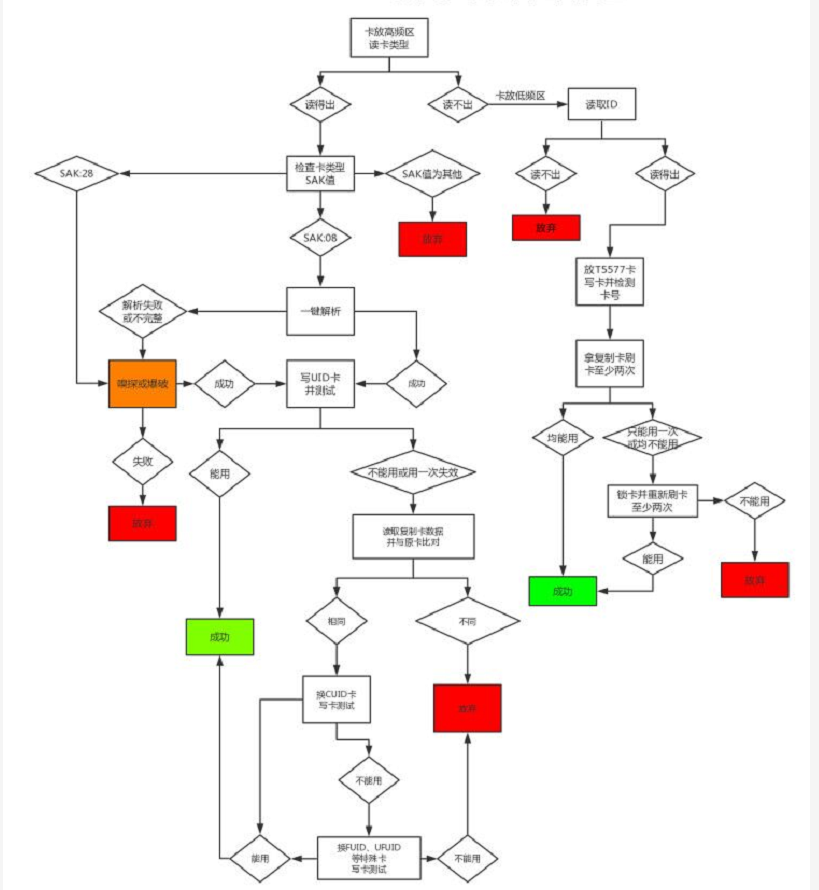 卡放高频区
读卡类型
读得出
读不出
卡放低频区
读取ID
SAK:28
检查卡类型
SAK值
SAK值为其他
读不出
读得出
放弃
放弃
SAK:08
放T5577卡
写卡并检测
卡号
解析失败
或不完整
一键解析
拿复制卡刷
卡至少两次
嗅探或爆破
成功
写UID卡
并测试
成功
均能用
只能用一次
或均不能用
失败
能用
不能用或用一次失效
锁卡并重新刷卡
至少两次
不能用
放弃
读取复制卡数据
并与原卡比对
能用
放弃
成功
相同
不同
成功
换CUID卡
写卡测试
放弃
不能用
能用
换FUID、UFUID
等特殊卡
写卡测试
不能用